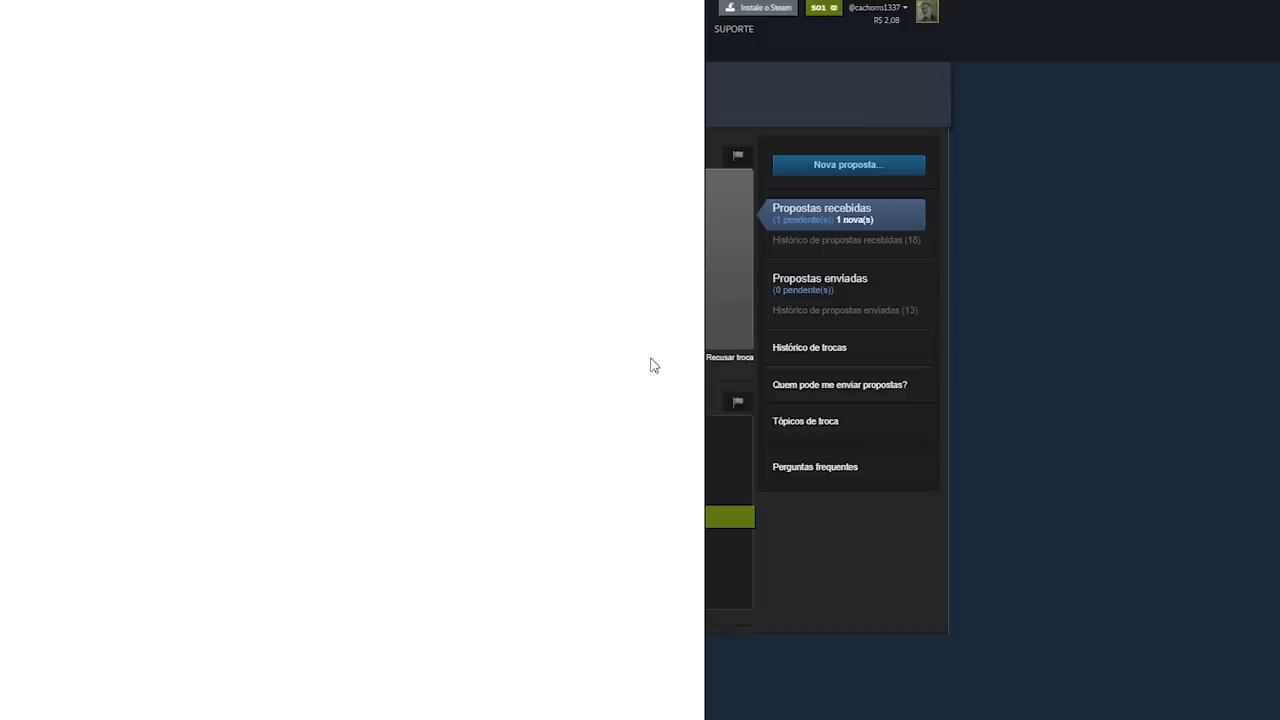 Instale o Steam
501
@cachorro1337
R$ 2,08
SUPORTE
Nova proposta...
Propostas recebidas
(1 pendente(s)) 1 nova(s)
Histórico de propostas recebidas (18)
Propostas enviadas
(0 pendente(s))
Histórico de propostas enviadas (13)
Recusar troca
Histórico de trocas
Quem pode me enviar propostas?
Tópicos de troca
Perguntas frequentes